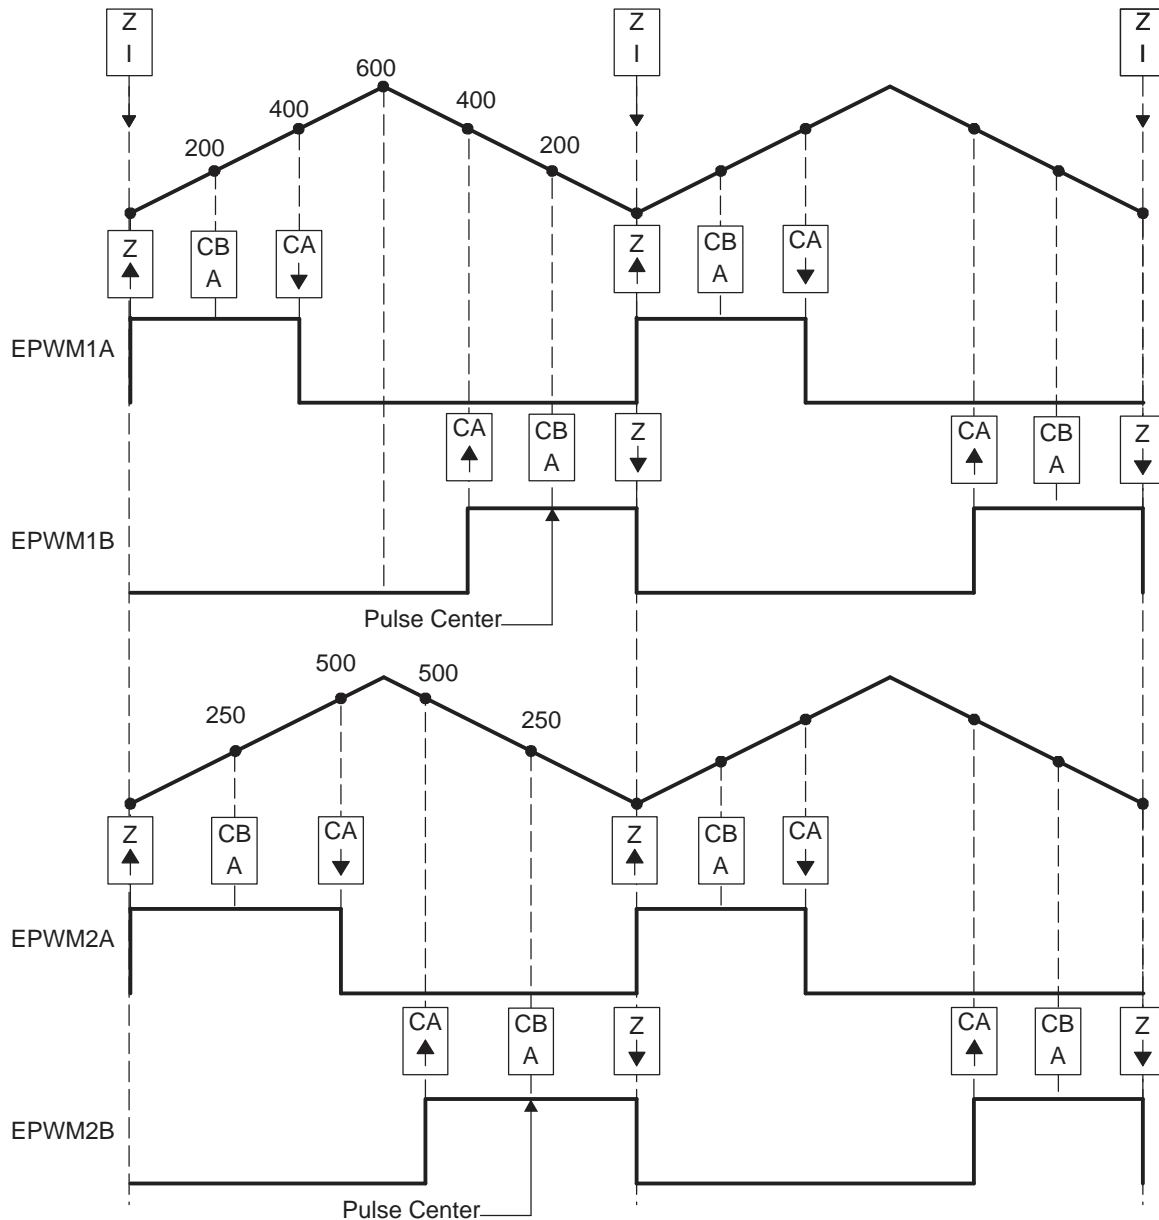 Z Z Z
I I I
600
400 400
200 200
Z CB CA Z CB CA
A A
EPWM1A
CA CB Z CA CB Z
A A
EPWM1B
Pulse Center
500 500
250 250
Z CB CA Z CB CA
A A
EPWM2A
CA CB Z CA CB Z
A A
EPWM2B
Pulse Center